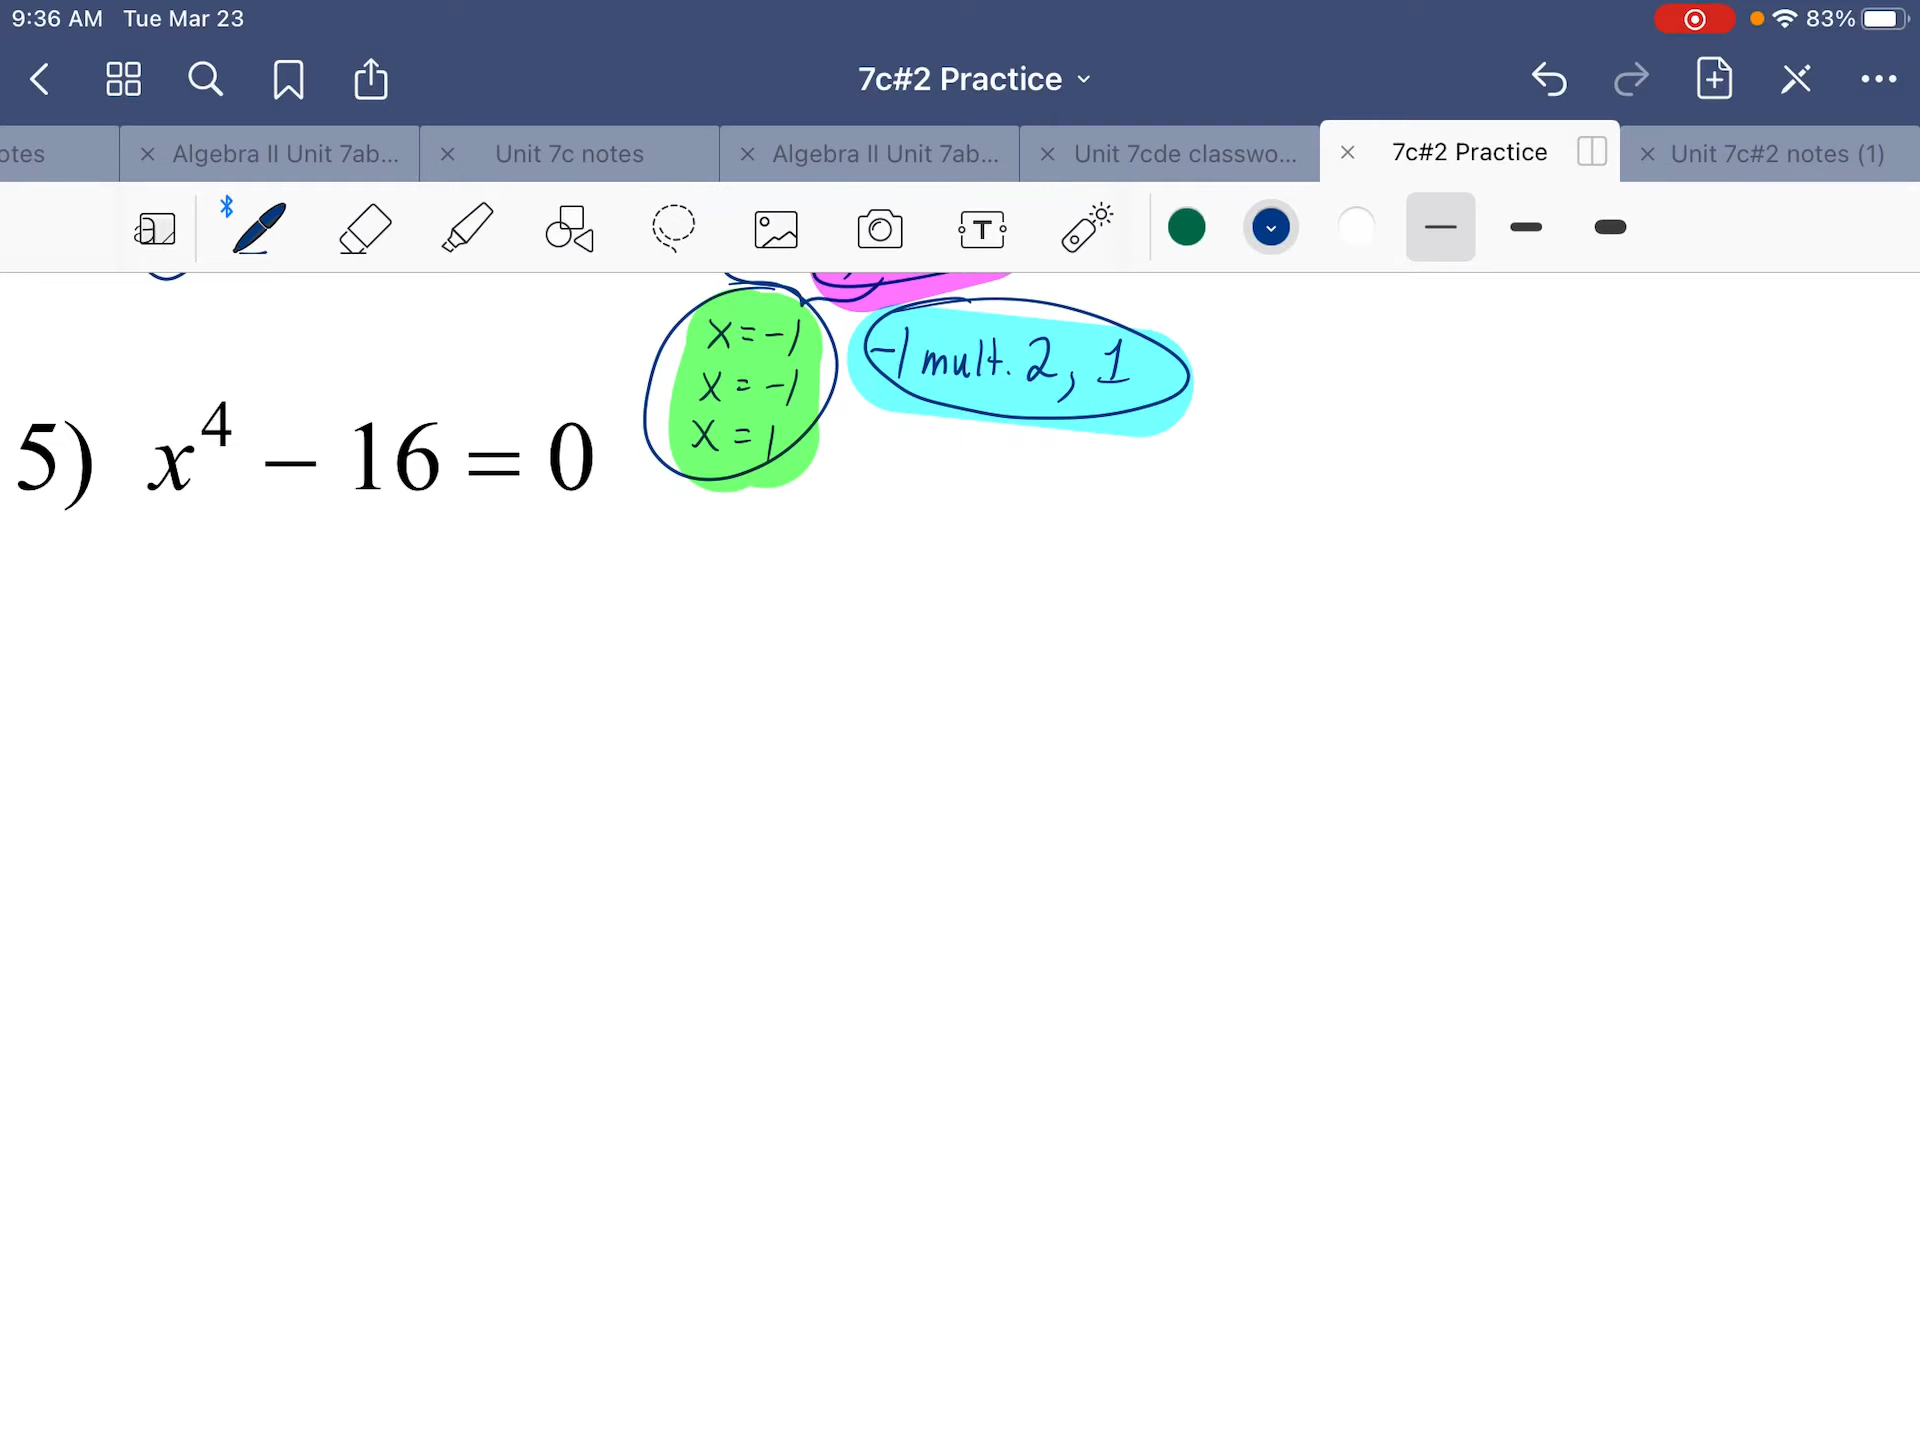 9:36 AM Tue Mar 23
83%
7c#2 Practice
otes
Algebra II Unit 7ab...
Unit 7c notes
Algebra II Unit 7ab...
Unit 7cde classwo...
7c#2 Practice
Unit 7c#2 notes (1)
x = -1
x = -1
x = 1
-1 mult. 2, 1
5) x⁴ − 16 = 0